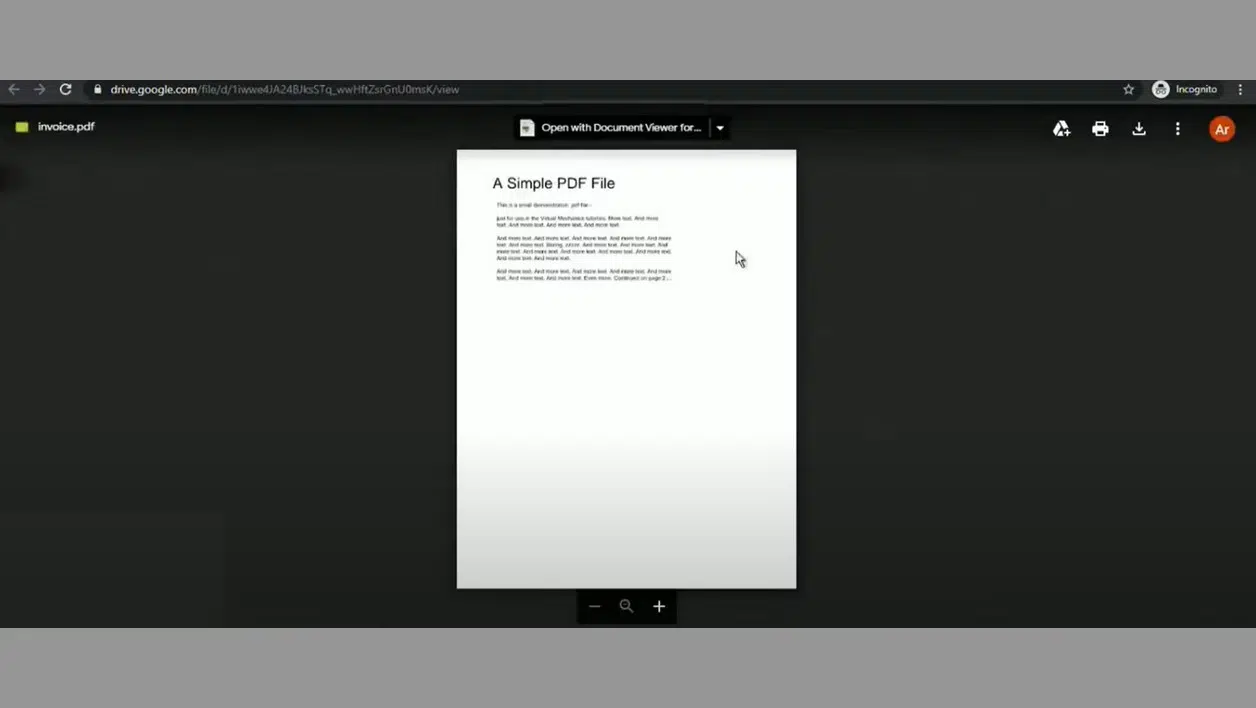 drive.google.com/file/d/1iwwe4JA24BJksSTq_wwHftZsrGnU0msK/view
Incognito
invoice.pdf
Open with Document Viewer for...
Ar
A Simple PDF File
This is a small demonstration .pdf file -
just for use in the Virtual Mechanics tutorials. More text. And more
text. And more text. And more text. And more text.
And more text. And more text. And more text. And more text. And more
text. And more text. Boring, zzzzz. And more text. And more text. And
more text. And more text. And more text. And more text. And more text.
And more text. And more text.
And more text. And more text. And more text. And more text. And more
text. And more text. And more text. Even more. Continued on page 2 ...